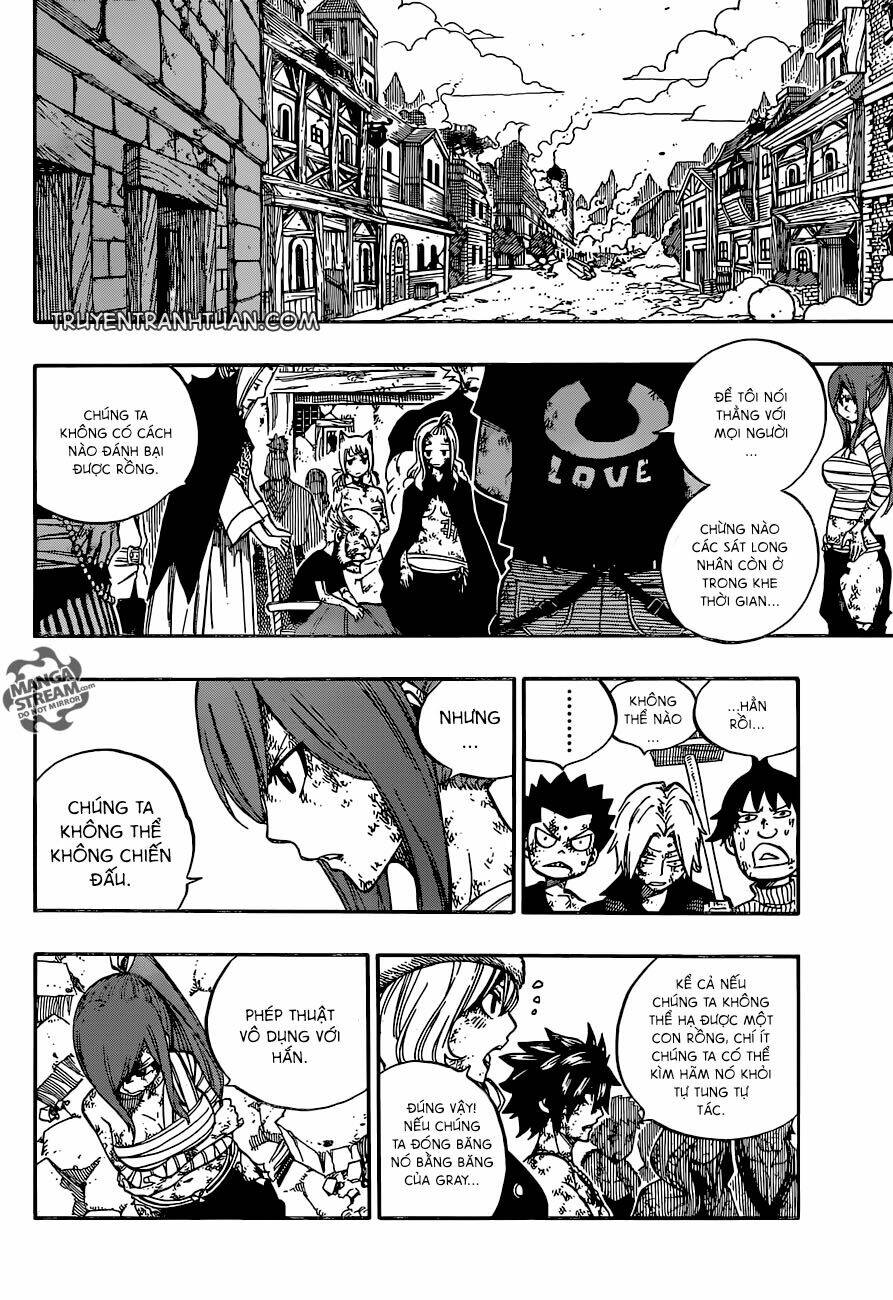 TRUYENTRANHTUAN.COM
ĐỂ TÔI NÓI
THẲNG VỚI
MỌI NGƯỜI
...
CHỪNG NÀO
CÁC SÁT LONG
NHÂN CÒN Ở
TRONG KHE
THỜI GIAN...
LOVE
CHÚNG TA
KHÔNG CÓ CÁCH
NÀO ĐÁNH BẠI
ĐƯỢC RỒNG.
MANGA
STREAM.com
DO NOT MIRROR
...HẲN
RỒI...
KHÔNG
THỂ NÀO
...
........
NHƯNG
...
CHÚNG TA
KHÔNG THỂ
KHÔNG CHIẾN
ĐẤU.
KỂ CẢ NẾU
CHÚNG TA KHÔNG
THỂ HẠ ĐƯỢC MỘT
CON RỒNG, CHÍ ÍT
CHÚNG TA CÓ THỂ
KÌM HÃM NÓ KHỎI
TỰ TUNG TỰ
TÁC.
ĐÚNG VẬY!
NẾU CHÚNG
TA ĐÓNG BĂNG
NÓ BẰNG BĂNG
CỦA GRAY...
PHÉP THUẬT
VÔ DỤNG VỚI
HẮN.